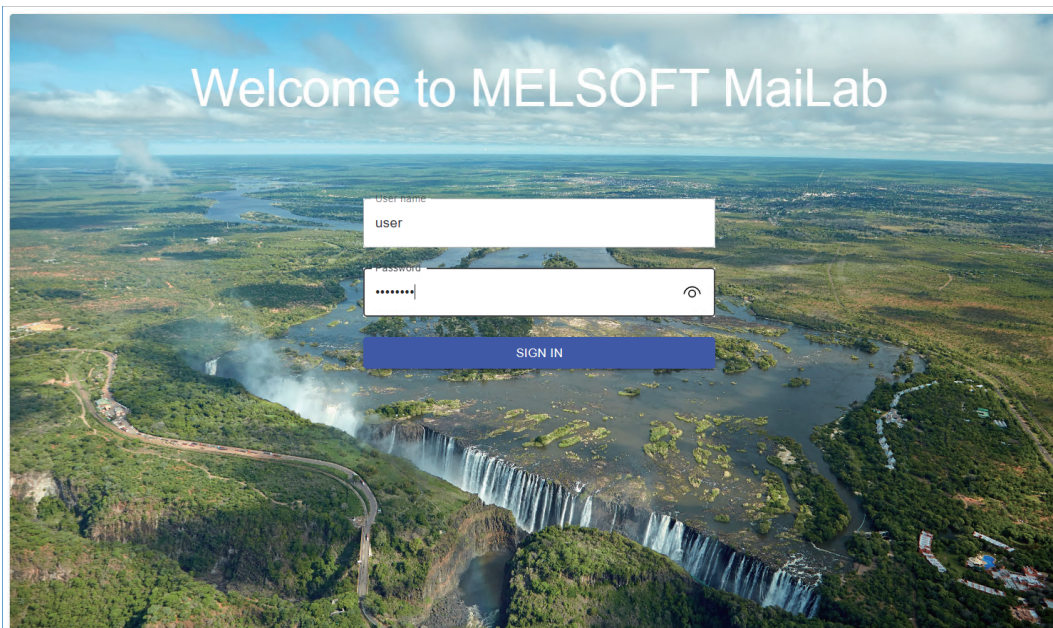 Welcome to MELSOFT MaiLab
User name
user
Password
••••••••
SIGN IN